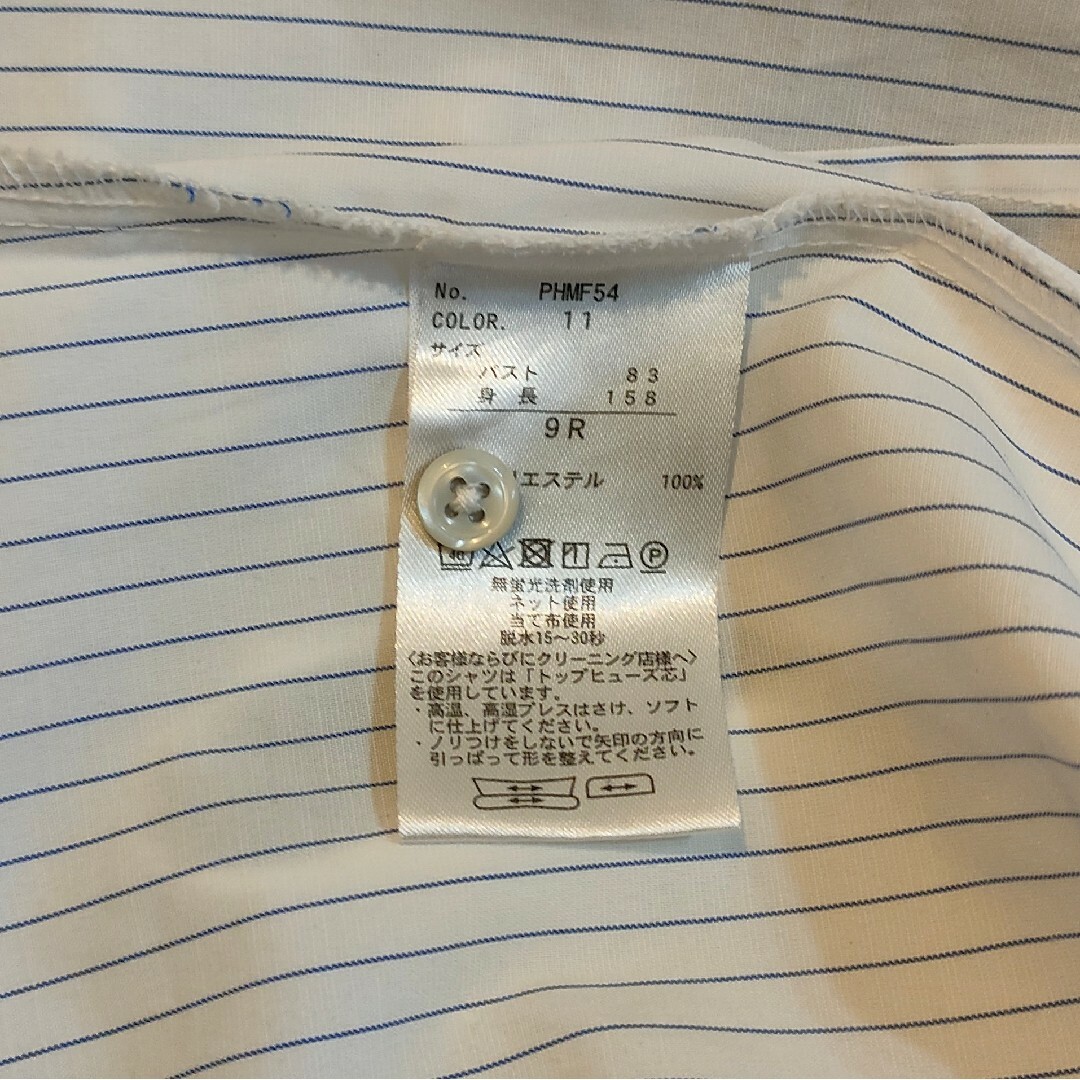 No. PHMF54
COLOR. 11
サイズ
バスト 83
身長 158
9R
エステル 100%
40
P
無蛍光洗剤使用
ネット使用
当て布使用
脱水15〜30秒
〈お客様ならびにクリーニング店様へ〉
このシャツは「トップヒューズ芯」
を使用しています。
・高温、高湿プレスはさけ、ソフト
に仕上げてください。
・ノリつけをしないで矢印の方向に
引っぱって形を整えてください。